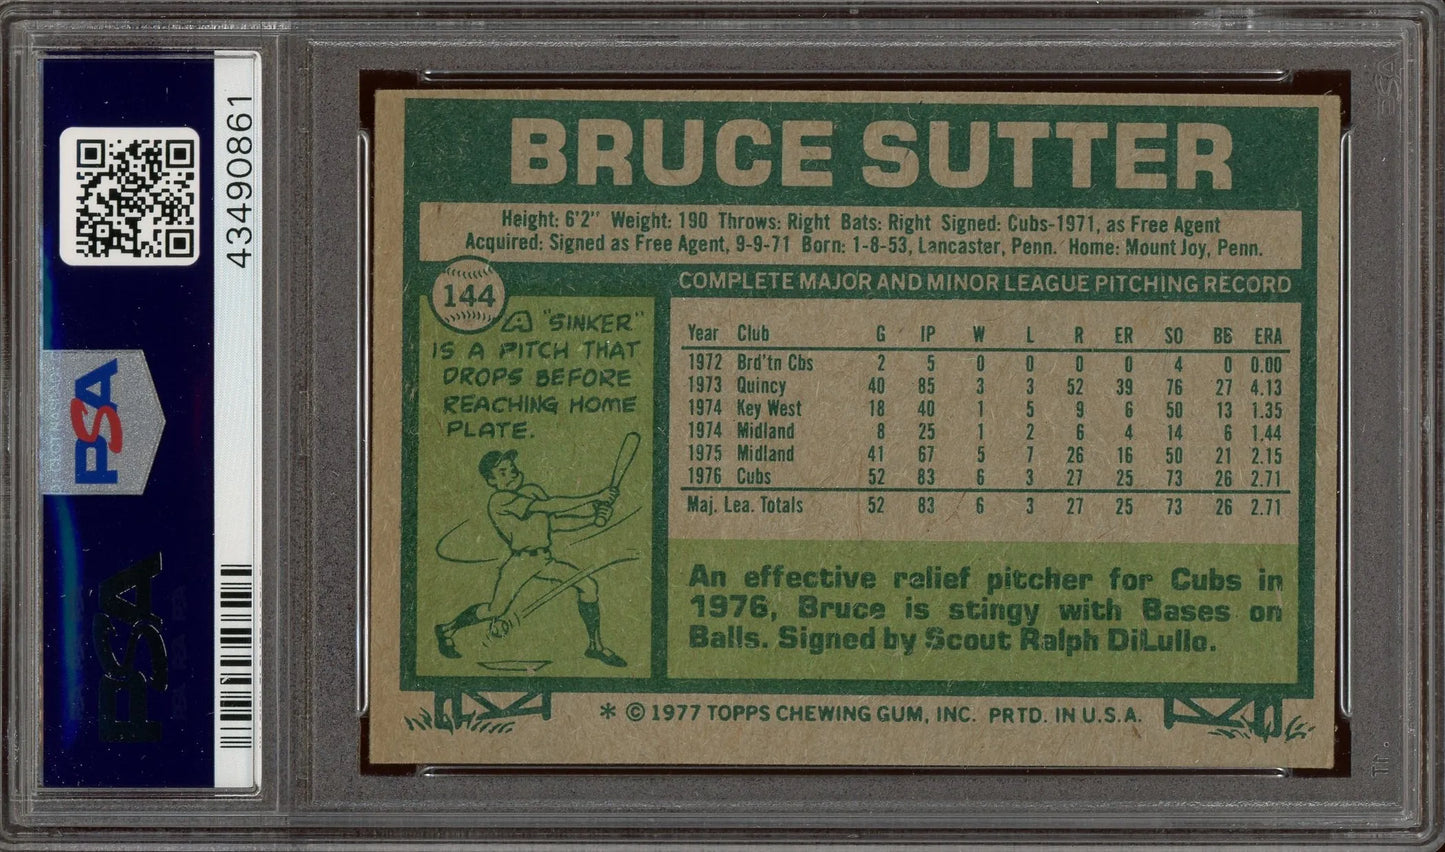 43490861
PSA
PSA
BRUCE SUTTER
Height: 6'2" Weight: 190 Throws: Right Bats: Right Signed: Cubs-1971, as Free Agent
Acquired: Signed as Free Agent, 9-9-71 Born: 1-8-53, Lancaster, Penn. Home: Mount Joy, Penn.
144
A "SINKER"
IS A PITCH THAT
DROPS BEFORE
REACHING HOME
PLATE.
COMPLETE MAJOR AND MINOR LEAGUE PITCHING RECORD
Year Club G IP W L R ER SO BB ERA
1972 Brd'tn Cbs 2 5 0 0 0 0 4 0 0.00
1973 Quincy 40 85 3 3 52 39 76 27 4.13
1974 Key West 18 40 1 5 9 6 50 13 1.35
1974 Midland 8 25 1 2 6 4 14 6 1.44
1975 Midland 41 67 5 7 26 16 50 21 2.15
1976 Cubs 52 83 6 3 27 25 73 26 2.71
Maj. Lea. Totals 52 83 6 3 27 25 73 26 2.71
An effective relief pitcher for Cubs in
1976, Bruce is stingy with Bases on
Balls. Signed by Scout Ralph DiLullo.
* © 1977 TOPPS CHEWING GUM, INC. PRTD. IN U.S.A.